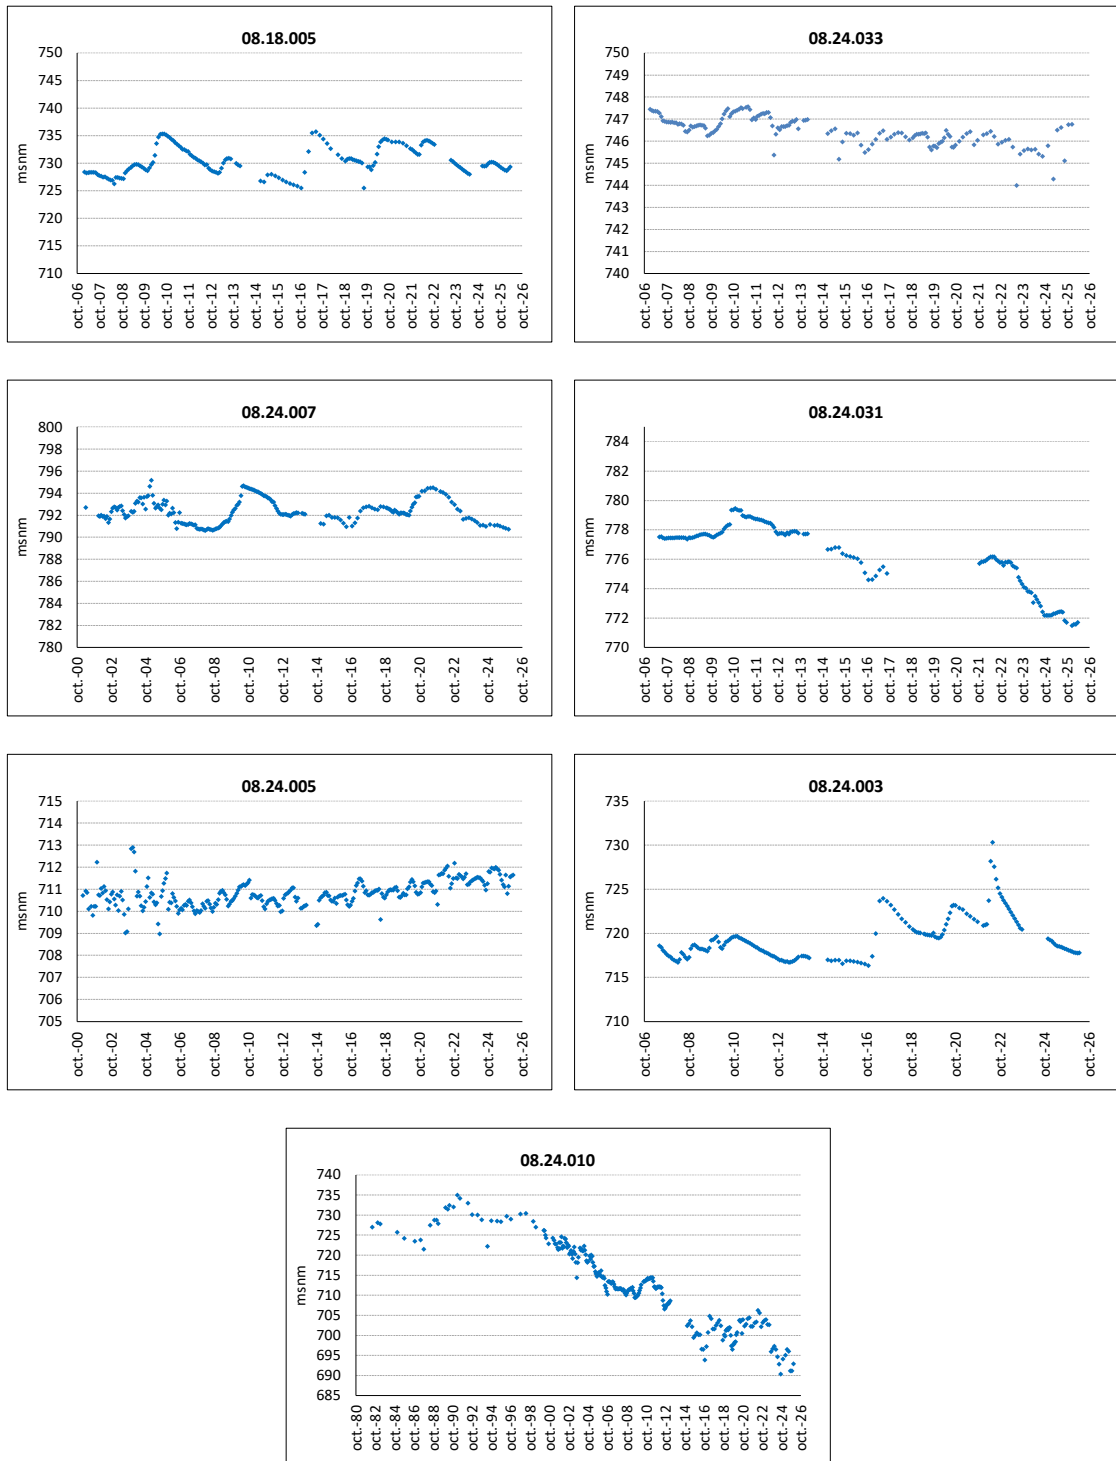 08.18.005
750
745
740
735
730
725
720
715
710
msnm
oct.-06
oct.-07
oct.-08
oct.-09
oct.-10
oct.-11
oct.-12
oct.-13
oct.-14
oct.-15
oct.-16
oct.-17
oct.-18
oct.-19
oct.-20
oct.-21
oct.-22
oct.-23
oct.-24
oct.-25
oct.-26
08.24.033
750
749
748
747
746
745
744
743
742
741
740
msnm
oct.-06
oct.-07
oct.-08
oct.-09
oct.-10
oct.-11
oct.-12
oct.-13
oct.-14
oct.-15
oct.-16
oct.-17
oct.-18
oct.-19
oct.-20
oct.-21
oct.-22
oct.-23
oct.-24
oct.-25
oct.-26
08.24.007
800
798
796
794
792
790
788
786
784
782
780
msnm
oct.-00
oct.-02
oct.-04
oct.-06
oct.-08
oct.-10
oct.-12
oct.-14
oct.-16
oct.-18
oct.-20
oct.-22
oct.-24
oct.-26
08.24.031
784
782
780
778
776
774
772
770
msnm
oct.-06
oct.-07
oct.-08
oct.-09
oct.-10
oct.-11
oct.-12
oct.-13
oct.-14
oct.-15
oct.-16
oct.-17
oct.-18
oct.-19
oct.-20
oct.-21
oct.-22
oct.-23
oct.-24
oct.-25
oct.-26
08.24.005
715
714
713
712
711
710
709
708
707
706
705
msnm
oct.-00
oct.-02
oct.-04
oct.-06
oct.-08
oct.-10
oct.-12
oct.-14
oct.-16
oct.-18
oct.-20
oct.-22
oct.-24
oct.-26
08.24.003
735
730
725
720
715
710
msnm
oct.-06
oct.-08
oct.-10
oct.-12
oct.-14
oct.-16
oct.-18
oct.-20
oct.-22
oct.-24
oct.-26
08.24.010
740
735
730
725
720
715
710
705
700
695
690
685
msnm
oct.-80
oct.-82
oct.-84
oct.-86
oct.-88
oct.-90
oct.-92
oct.-94
oct.-96
oct.-98
oct.-00
oct.-02
oct.-04
oct.-06
oct.-08
oct.-10
oct.-12
oct.-14
oct.-16
oct.-18
oct.-20
oct.-22
oct.-24
oct.-26